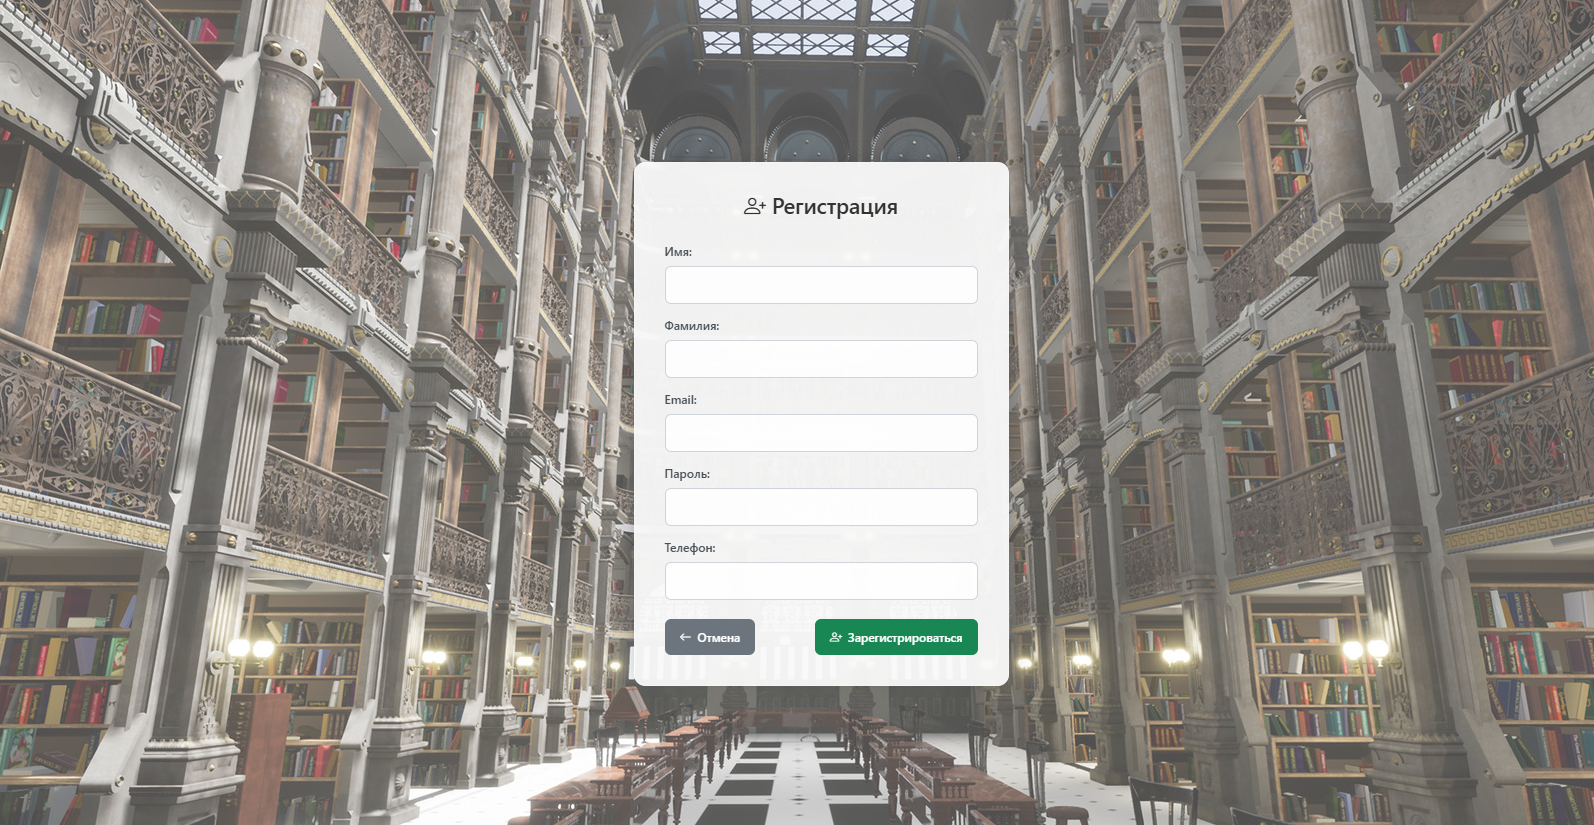 Регистрация
Имя:
Фамилия:
Email:
Пароль:
Телефон:
Отмена
Зарегистрироваться